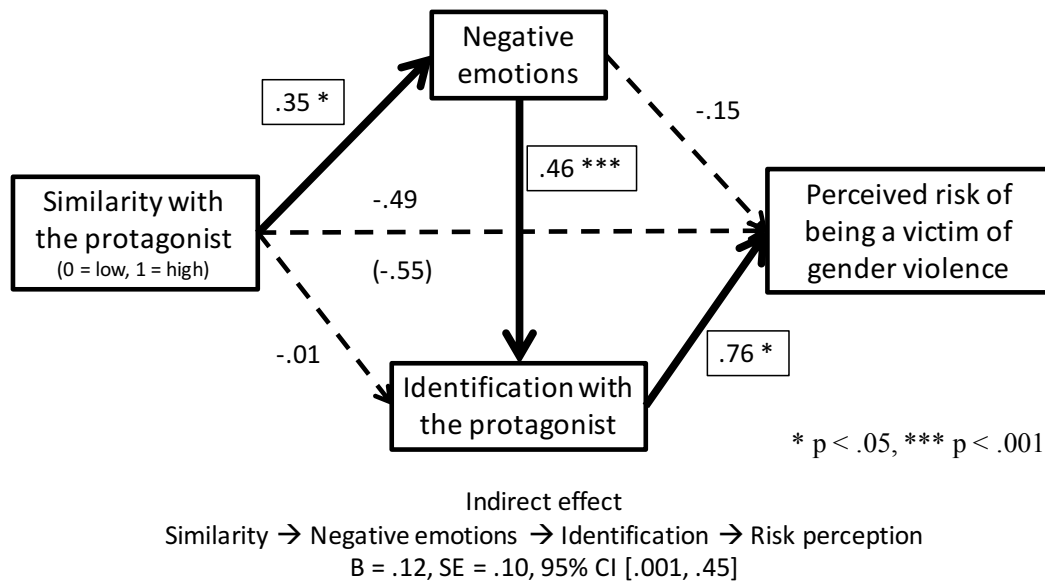 Negative
emotions
.35 *
-.15
.46 ***
Similarity with
the protagonist
(0 = low, 1 = high)
-.49
(-.55)
Perceived risk of
being a victim of
gender violence
-.01
.76 *
Identification with
the protagonist
* p < .05, *** p < .001
Indirect effect
Similarity → Negative emotions → Identification → Risk perception
B = .12, SE = .10, 95% CI [.001, .45]